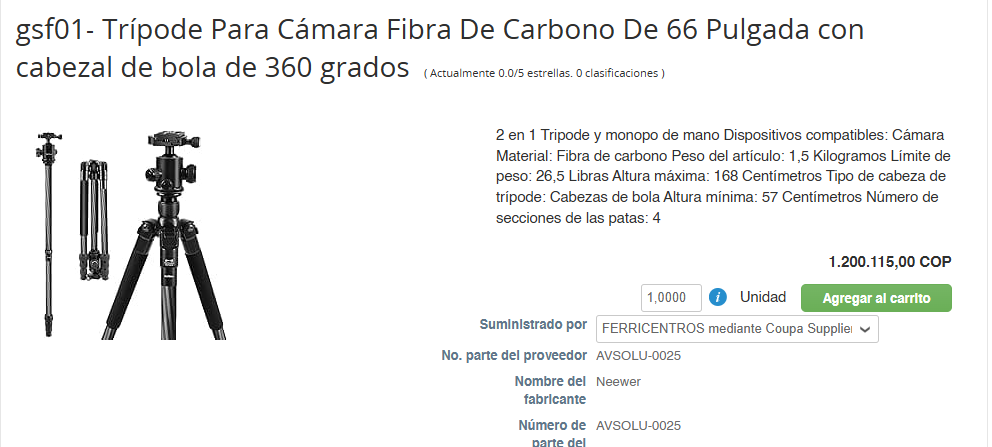 gsf01- Trípode Para Cámara Fibra De Carbono De 66 Pulgada con
cabezal de bola de 360 grados ( Actualmente 0.0/5 estrellas. 0 clasificaciones )
2 en 1 Tripode y monopo de mano Dispositivos compatibles: Cámara
Material: Fibra de carbono Peso del artículo: 1,5 Kilogramos Límite de
peso: 26,5 Libras Altura máxima: 168 Centímetros Tipo de cabeza de
trípode: Cabezas de bola Altura mínima: 57 Centímetros Número de
secciones de las patas: 4
1.200.115,00 COP
1,0000 i Unidad Agregar al carrito
Suministrado por FERRICENTROS mediante Coupa Supplier
No. parte del proveedor AVSOLU-0025
Nombre del Neewer
fabricante
Número de AVSOLU-0025
parte del